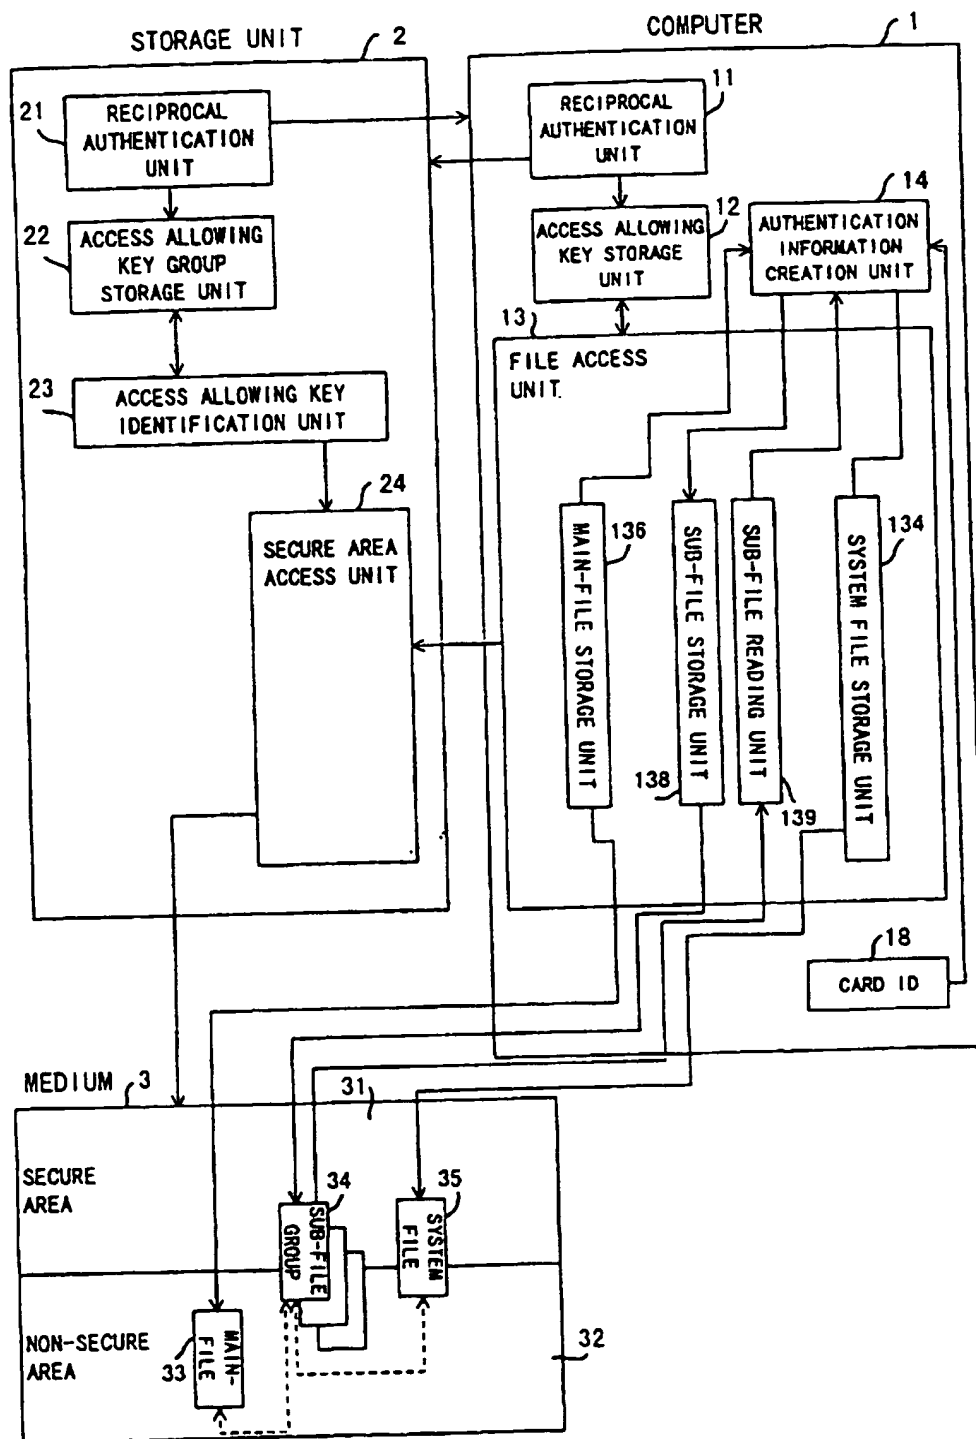 STORAGE UNIT
2
COMPUTER
1
21
RECIPROCAL
AUTHENTICATION
UNIT
11
RECIPROCAL
AUTHENTICATION
UNIT
22
ACCESS ALLOWING
KEY GROUP
STORAGE UNIT
12
ACCESS ALLOWING
KEY STORAGE
UNIT
14
AUTHENTICATION
INFORMATION
CREATION UNIT
23
ACCESS ALLOWING KEY
IDENTIFICATION UNIT
13
FILE ACCESS
UNIT.
24
SECURE AREA
ACCESS UNIT
136
MAIN-FILE STORAGE UNIT
138
SUB-FILE STORAGE UNIT
139
SUB-FILE READING UNIT
134
SYSTEM FILE STORAGE UNIT
18
CARD ID
MEDIUM
3
31
SECURE
AREA
34
SUB-FILE
GROUP
35
SYSTEM
FILE
NON-SECURE
AREA
33
MAIN-
FILE
32